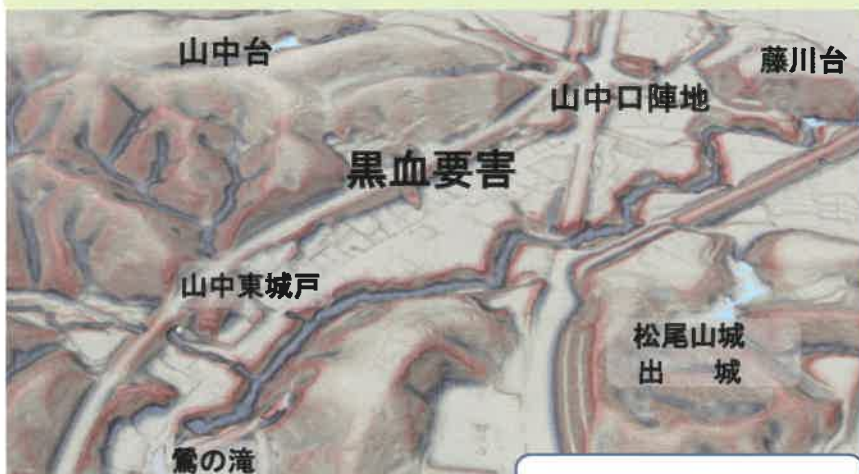 山中台
藤川台
山中口陣地
黒血要害
山中東城戸
松尾山城
出　城
鶯の滝